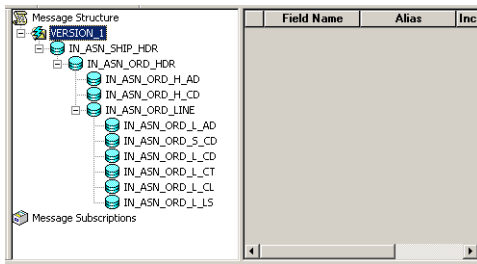 Message Structure
VERSION_1
IN_ASN_SHIP_HDR
IN_ASN_ORD_HDR
IN_ASN_ORD_H_AD
IN_ASN_ORD_H_CD
IN_ASN_ORD_LINE
IN_ASN_ORD_L_AD
IN_ASN_ORD_S_CD
IN_ASN_ORD_L_CD
IN_ASN_ORD_L_CT
IN_ASN_ORD_L_CL
IN_ASN_ORD_L_LS
Message Subscriptions
Field Name Alias Inc